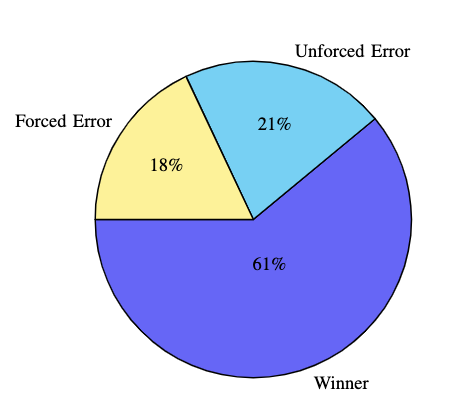 Unforced Error
Forced Error
21%
18%
61%
Winner